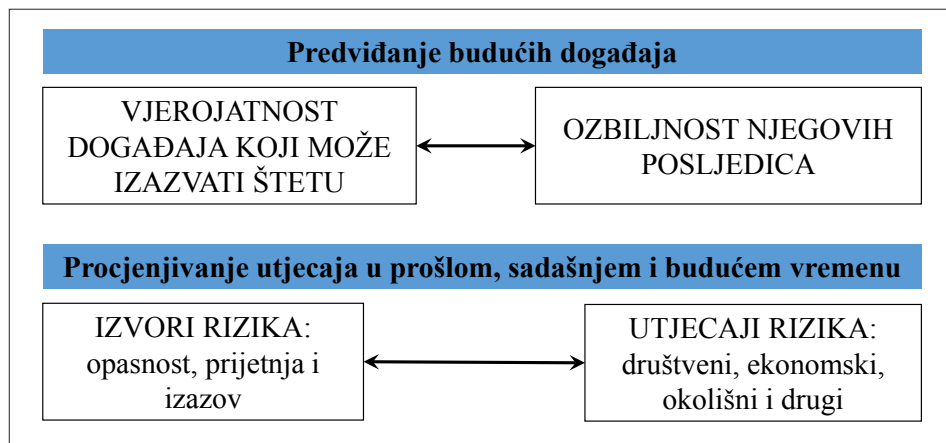 Predviđanje budućih događaja
VJEROJATNOST
DOGAĐAJA KOJI MOŽE
IZAZVATI ŠTETU
OZBILJNOST NJEGOVIH
POSLJEDICA
Procjenjivanje utjecaja u prošlom, sadašnjem i budućem vremenu
IZVORI RIZIKA:
opasnost, prijetnja i
izazov
UTJECAJI RIZIKA:
društveni, ekonomski,
okolišni i drugi